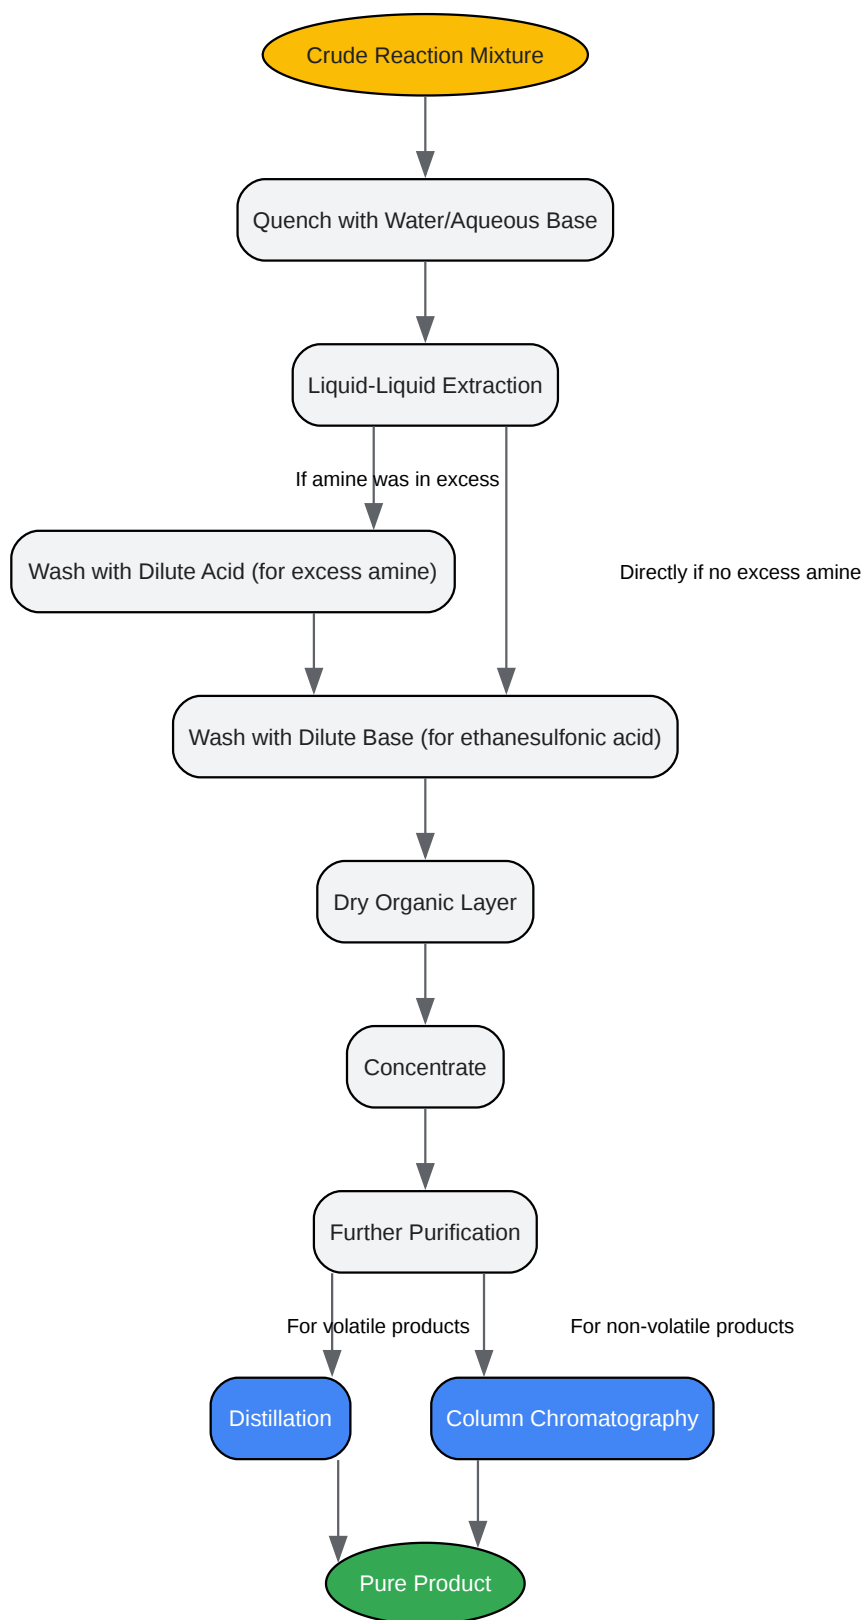 Crude Reaction Mixture
Quench with Water/Aqueous Base
Liquid-Liquid Extraction
If amine was in excess
Wash with Dilute Acid (for excess amine)
Directly if no excess amine
Wash with Dilute Base (for ethanesulfonic acid)
Dry Organic Layer
Concentrate
Further Purification
For volatile products
For non-volatile products
Distillation
Column Chromatography
Pure Product